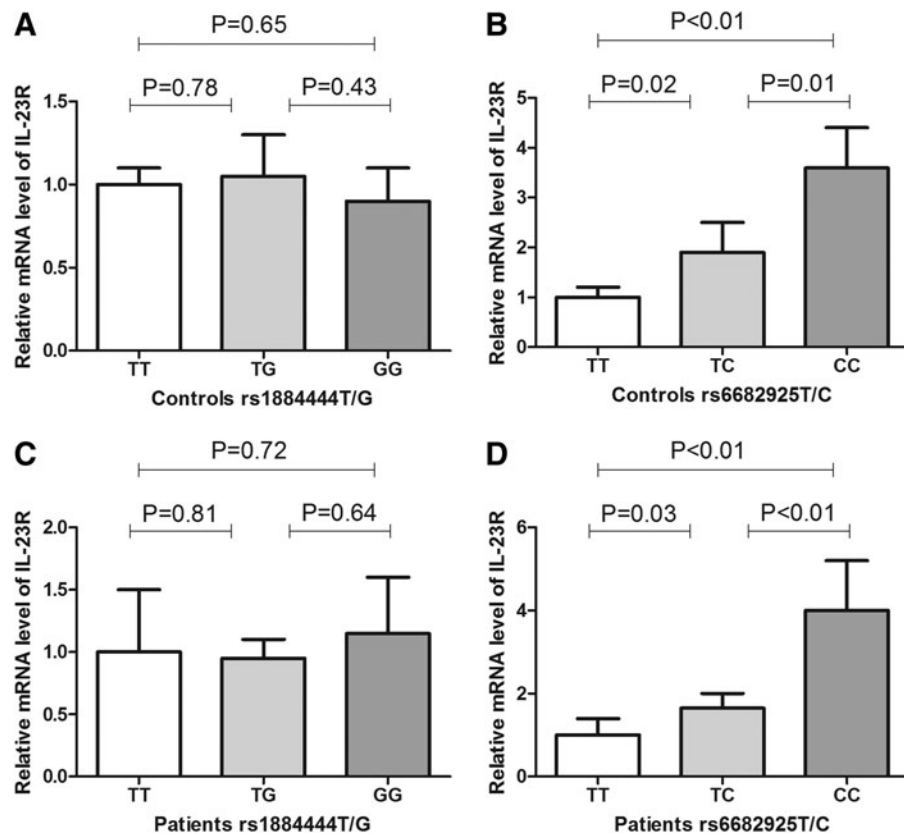 A
P=0.65
P=0.78 P=0.43
Relative mRNA level of IL-23R
1.5
1.0
0.5
0.0
TT TG GG
Controls rs1884444T/G
B
P<0.01
P=0.02 P=0.01
Relative mRNA level of IL-23R
5
4
3
2
1
0
TT TC CC
Controls rs6682925T/C
C
P=0.72
P=0.81 P=0.64
Relative mRNA level of IL-23R
2.0
1.5
1.0
0.5
0.0
TT TG GG
Patients rs1884444T/G
D
P<0.01
P=0.03 P<0.01
Relative mRNA level of IL-23R
6
4
2
0
TT TC CC
Patients rs6682925T/C